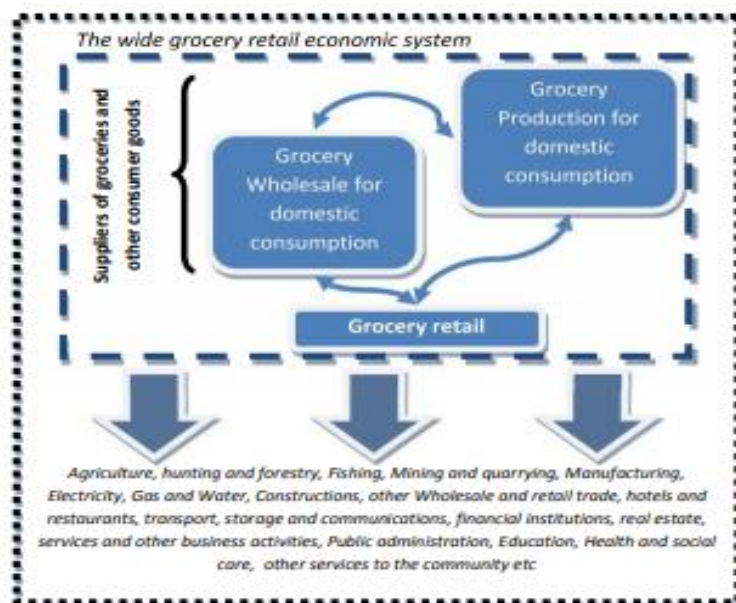 The wide grocery retail economic system
Suppliers of groceries and
other consumer goods
Grocery
Wholesale for
domestic
consumption
Grocery
Production for
domestic
consumption
Grocery retail
Agriculture, hunting and forestry, Fishing, Mining and quarrying, Manufacturing,
Electricity, Gas and Water, Constructions, other Wholesale and retail trade, hotels and
restaurants, transport, storage and communications, financial institutions, real estate,
services and other business activities, Public administration, Education, Health and social
care, other services to the community etc